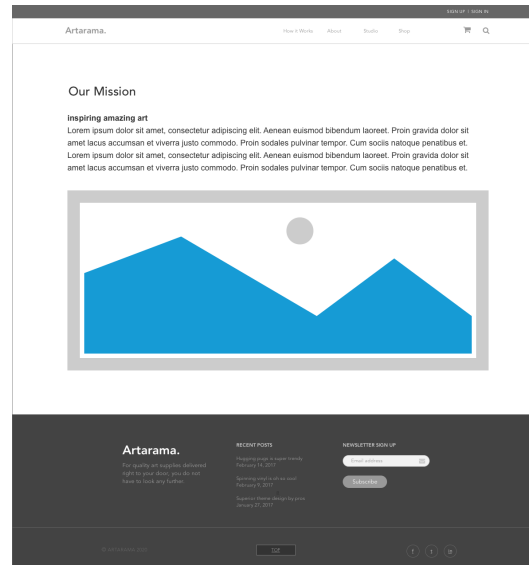 SIGN UP | SIGN IN
Artarama.
How it Works About Studio Shop
Our Mission
inspiring amazing art
Lorem ipsum dolor sit amet, consectetur adipiscing elit. Aenean euismod bibendum laoreet. Proin gravida dolor sit
amet lacus accumsan et viverra justo commodo. Proin sodales pulvinar tempor. Cum sociis natoque penatibus et.
Lorem ipsum dolor sit amet, consectetur adipiscing elit. Aenean euismod bibendum laoreet. Proin gravida dolor sit
amet lacus accumsan et viverra justo commodo. Proin sodales pulvinar tempor. Cum sociis natoque penatibus et.
Artarama.
For quality art supplies delivered
right to your door, you do not
have to look any further.
RECENT POSTS
Hugging pugs is super trendy
February 14, 2017
Spinning vinyl is oh so cool
February 9, 2017
Superior theme design by pros
January 27, 2017
NEWSLETTER SIGN UP
Email address
Subscribe
© ARTARAMA
TOP
f
t